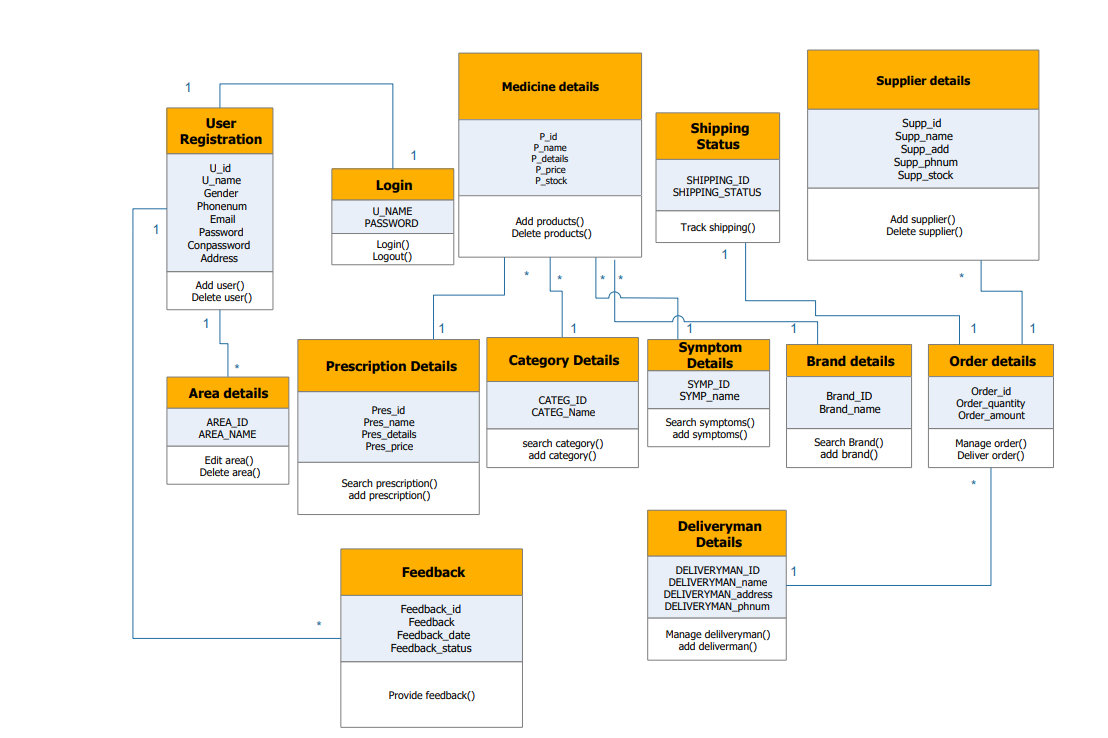 1
1
User
Registration
U_id
U_name
Gender
Phonenum
Email
Password
Conpassword
Address
Add user()
Delete user()
1
1
Login
U_NAME
PASSWORD
Login()
Logout()
Medicine details
P_id
P_name
P_details
P_price
P_stock
Add products()
Delete products()
*
*
*
*
Shipping
Status
SHIPPING_ID
SHIPPING_STATUS
Track shipping()
1
Supplier details
Supp_id
Supp_name
Supp_add
Supp_phnum
Supp_stock
Add supplier()
Delete supplier()
*
*
Area details
AREA_ID
AREA_NAME
Edit area()
Delete area()
1
Prescription Details
Pres_id
Pres_name
Pres_details
Pres_price
Search prescription()
add prescription()
1
Category Details
CATEG_ID
CATEG_Name
search category()
add category()
1
Symptom
Details
SYMP_ID
SYMP_name
Search symptoms()
add symptoms()
1
Brand details
Brand_ID
Brand_name
Search Brand()
add brand()
1
1
Order details
Order_id
Order_quantity
Order_amount
Manage order()
Deliver order()
*
Deliveryman
Details
DELIVERYMAN_ID
DELIVERYMAN_name
DELIVERYMAN_address
DELIVERYMAN_phnum
Manage delilveryman()
add deliverman()
1
*
Feedback
Feedback_id
Feedback
Feedback_date
Feedback_status
Provide feedback()